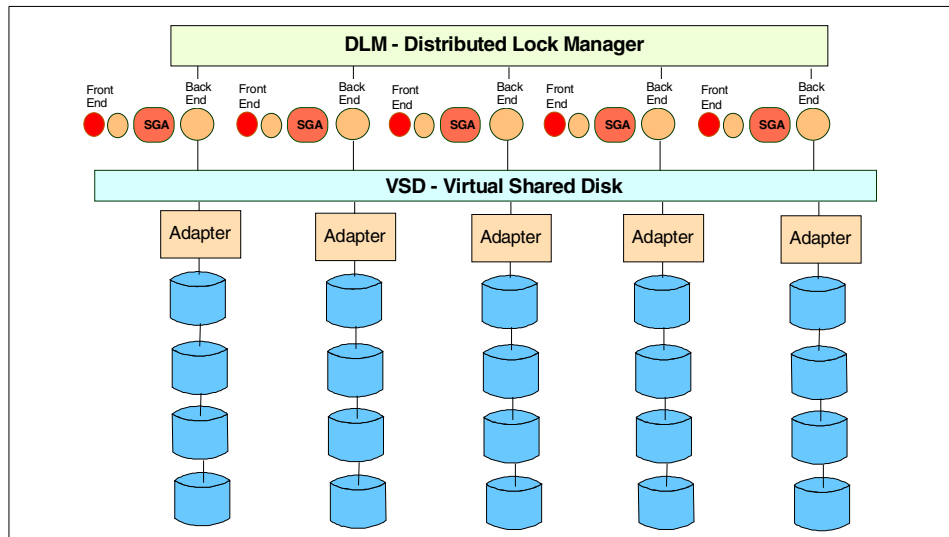 DLM - Distributed Lock Manager
Front
End
Back
End
Front
End
Back
End
Front
End
Back
End
Front
End
Back
End
Front
End
Back
End
SGA
SGA
SGA
SGA
SGA
VSD - Virtual Shared Disk
Adapter
Adapter
Adapter
Adapter
Adapter